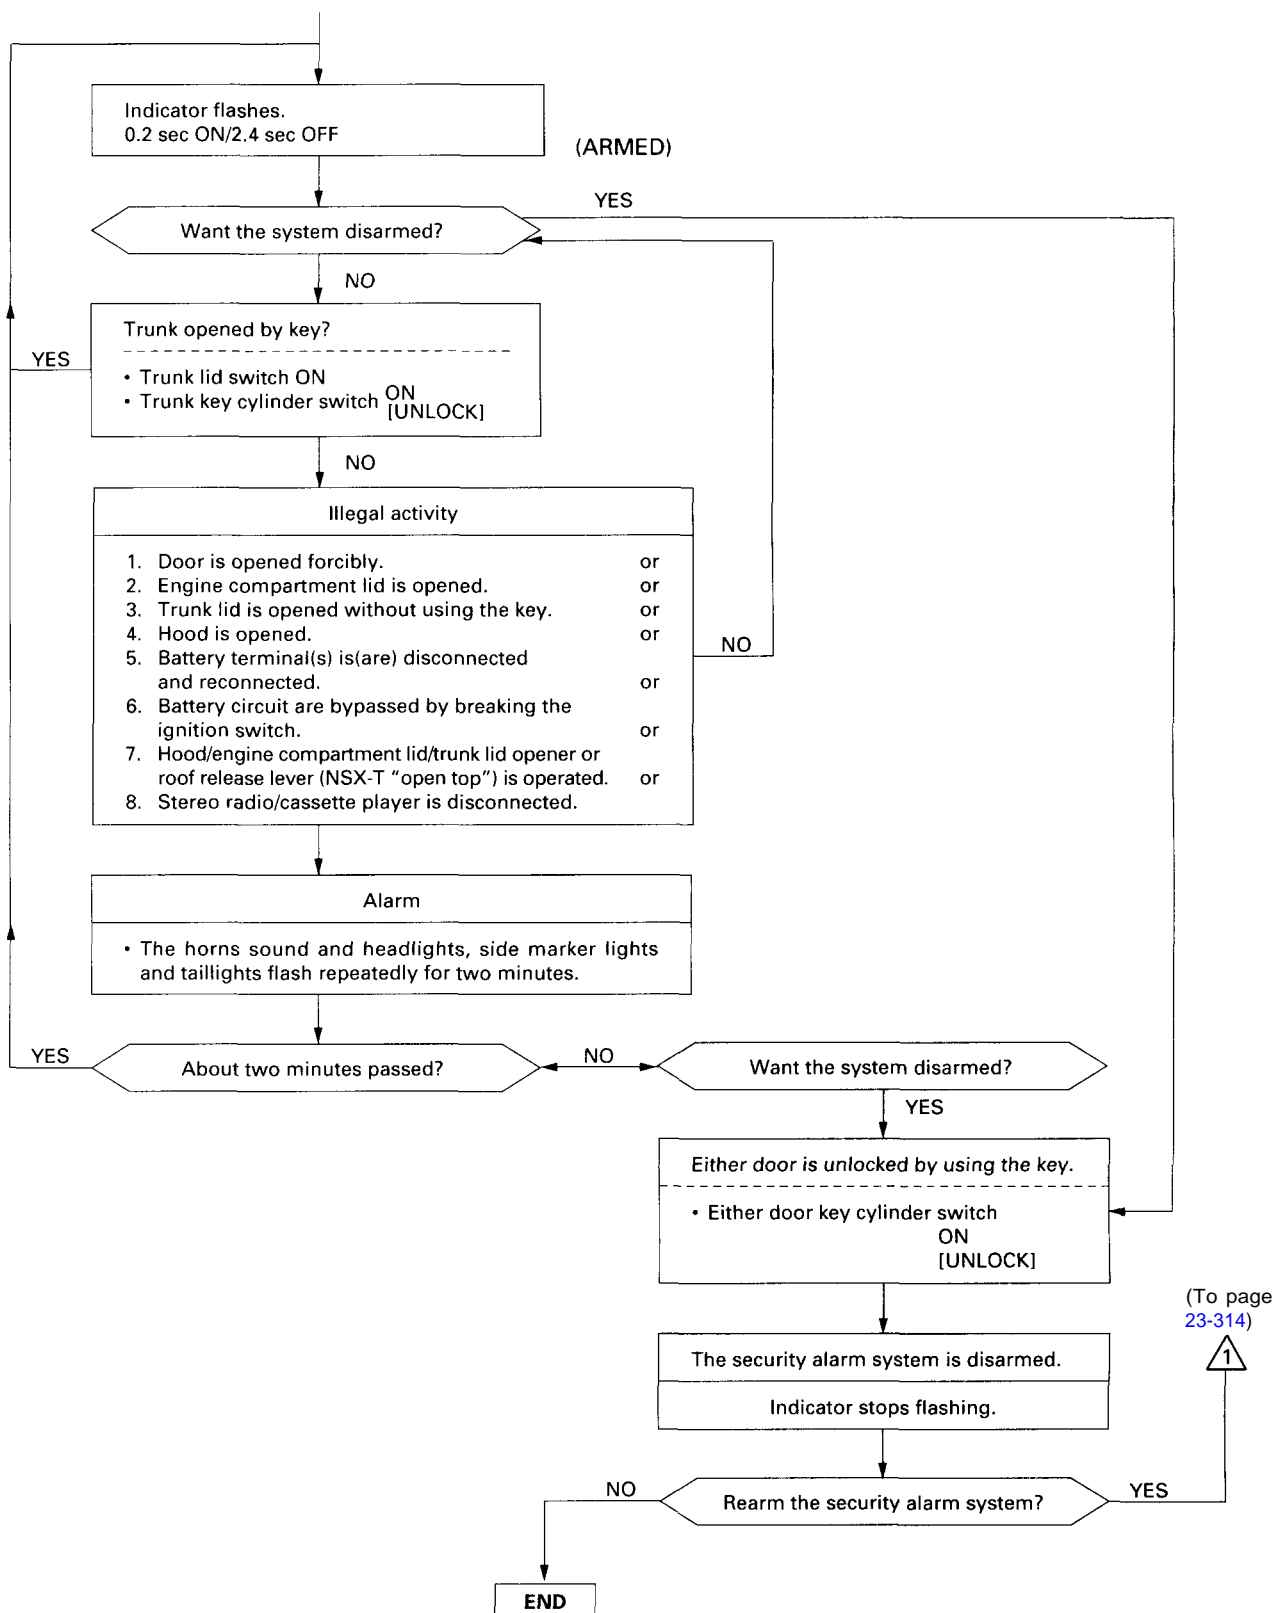 Indicator flashes.
0.2 sec ON/2.4 sec OFF
(ARMED)
YES
Want the system disarmed?
NO
Trunk opened by key?
YES
• Trunk lid switch ON
• Trunk key cylinder switch ON
[UNLOCK]
NO
Illegal activity
1. Door is opened forcibly. or
2. Engine compartment lid is opened. or
3. Trunk lid is opened without using the key. or
4. Hood is opened. or
NO
5. Battery terminal(s) is(are) disconnected
and reconnected. or
6. Battery circuit are bypassed by breaking the
ignition switch. or
7. Hood/engine compartment lid/trunk lid opener or
roof release lever (NSX-T “open top”) is operated. or
8. Stereo radio/cassette player is disconnected.
Alarm
• The horns sound and headlights, side marker lights
and taillights flash repeatedly for two minutes.
YES
About two minutes passed?
NO
Want the system disarmed?
YES
Either door is unlocked by using the key.
• Either door key cylinder switch
ON
[UNLOCK]
(To page
23-314)
1
The security alarm system is disarmed.
Indicator stops flashing.
NO
Rearm the security alarm system?
YES
END